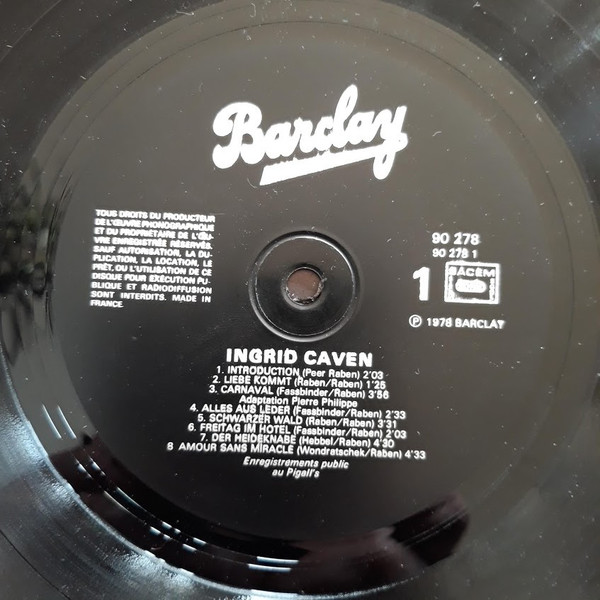 Barclay
TOUS DROITS DU PRODUCTEUR
DE L'ŒUVRE PHONOGRAPHIQUE
ET DU PROPRIÉTAIRE DE L'ŒU-
VRE ENREGISTRÉE RÉSERVÉS.
SAUF AUTORISATION, LA DU-
PLICATION, LA LOCATION, LE
PRÊT, OU L'UTILISATION DE CE
DISQUE POUR EXÉCUTION PU-
BLIQUE ET RADIODIFFUSION
SONT INTERDITS. MADE IN
FRANCE.
90 278
90 278 1
1
SACEM
℗ 1978 BARCLAY
INGRID CAVEN
1. INTRODUCTION (Peer Raben) 2'03
2. LIEBE KOMMT (Raben/Raben) 1'25
3. CARNAVAL (Fassbinder/Raben) 3'56
Adaptation Pierre Philippe
4. ALLES AUS LEDER (Fassbinder/Raben) 2'33
5. SCHWARZER WALD (Raben/Raben) 3'31
6. FREITAG IM HOTEL (Fassbinder/Raben) 2'03
7. DER HEIDEKNABE (Hebbel/Raben) 4'30
8 AMOUR SANS MIRACLE (Wondratschek/Raben) 4'33
Enregistrements public
au Pigall's